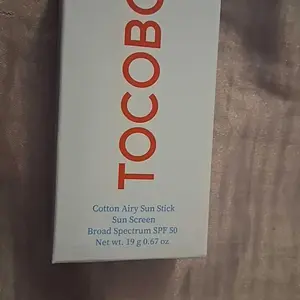 TOCOBO
Cotton Airy Sun Stick
Sun Screen
Broad Spectrum SPF 50
Net wt. 19 g 0.67 oz.